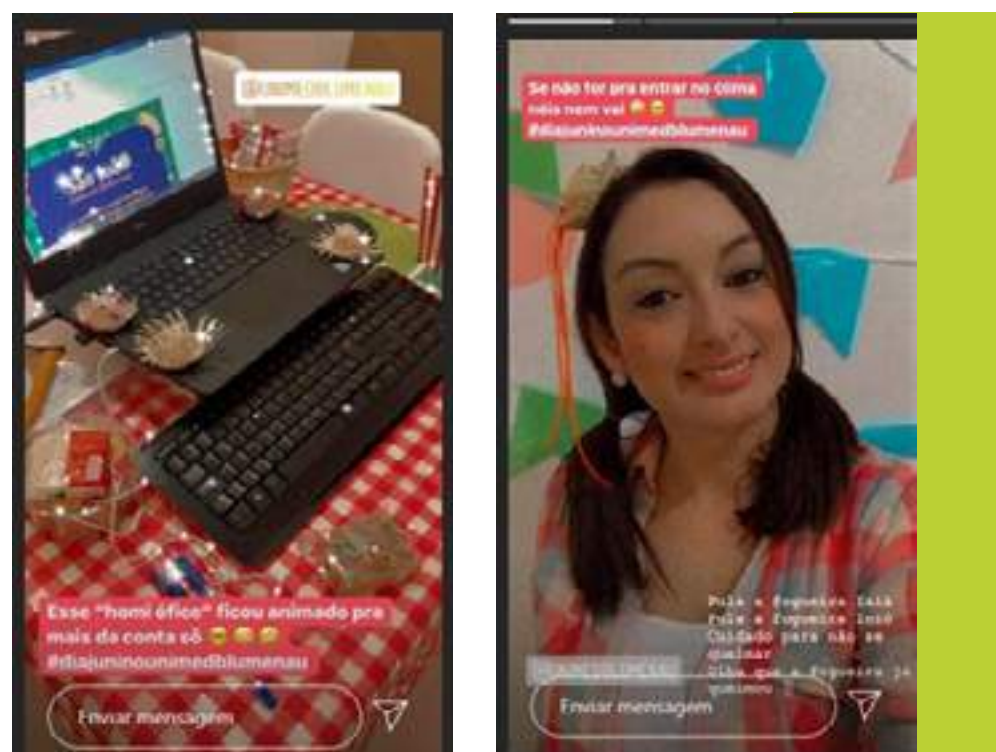 Esse "homi éfico" ficou animado pra
mais da conta sô
#diajuninounimedblumenau
Enviar mensagem
Se não for pra entrar no clima
nóis nem vai
#diajuninounimedblumenau
Pula a fogueira Iaiá
Pula a fogueira Ioiô
Cuidado para não se
queimar
Olha que a fogueira já
queimou
Enviar mensagem